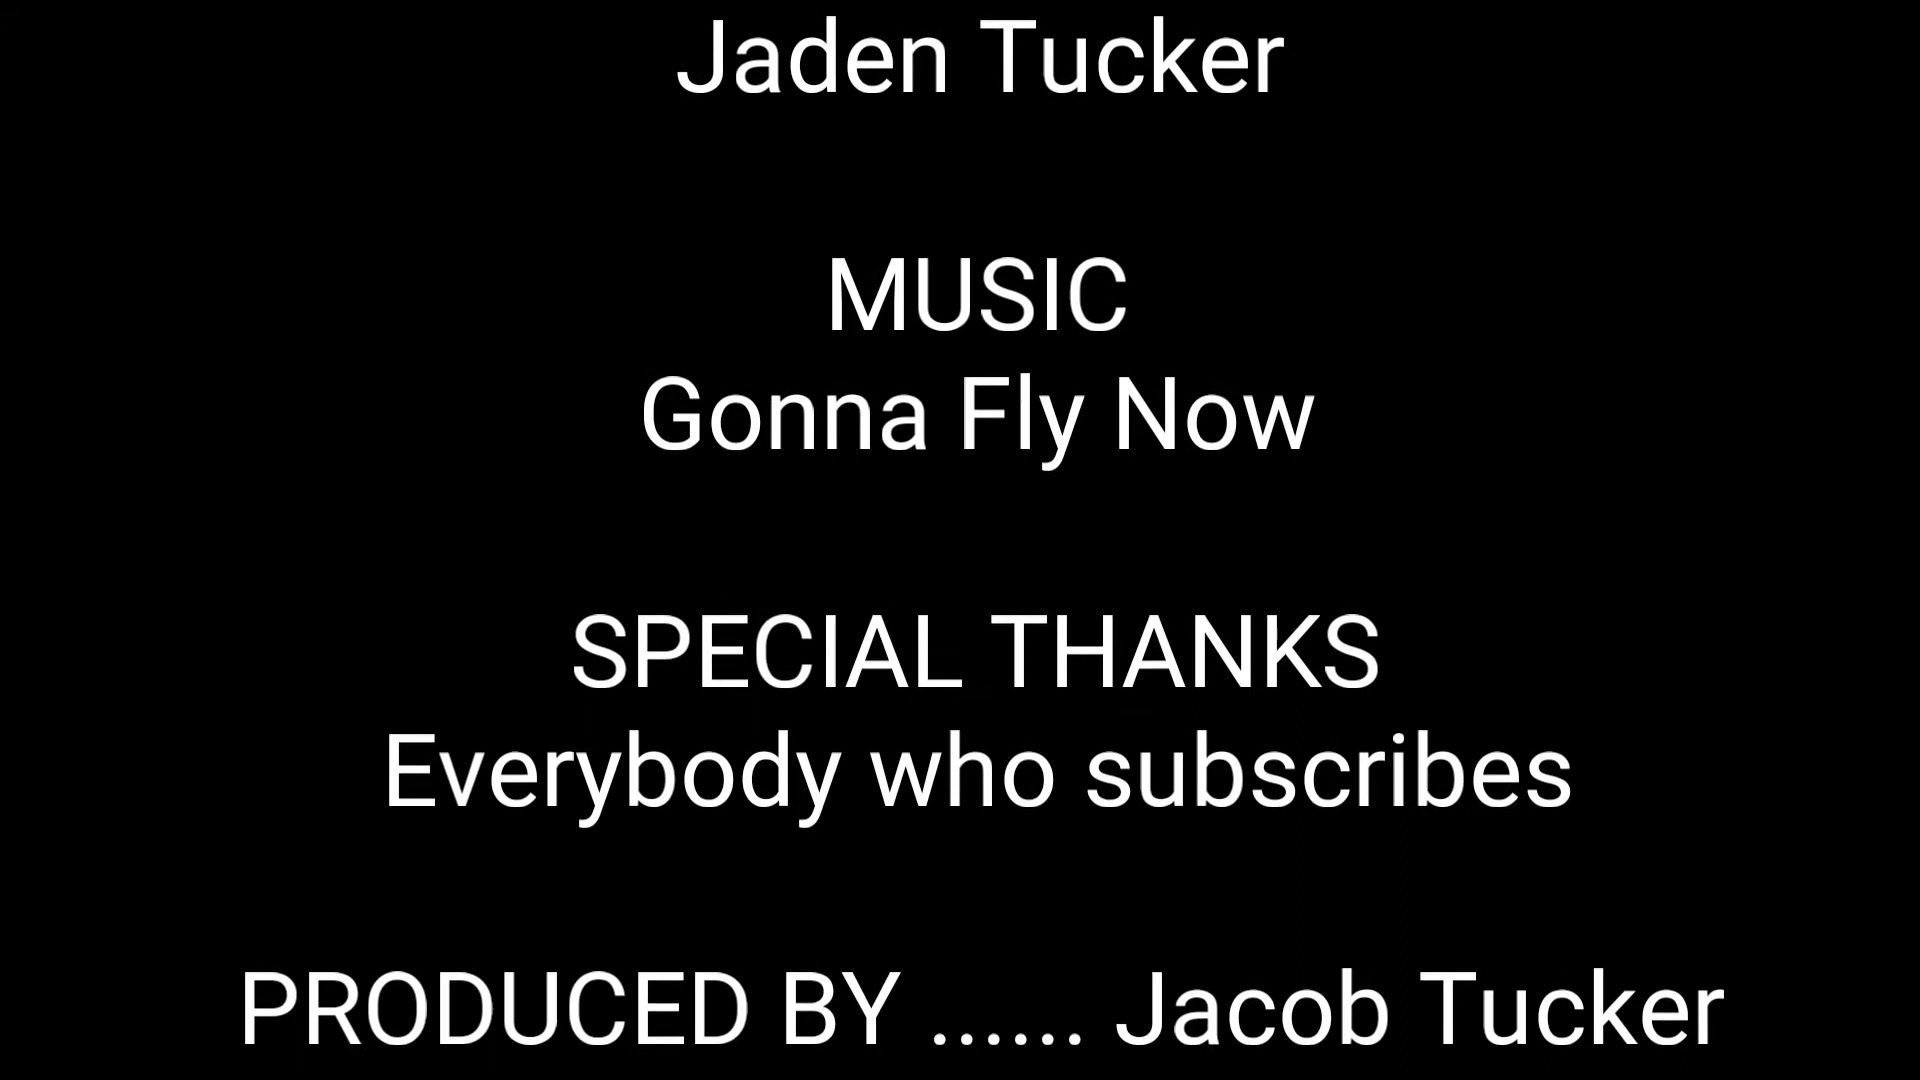 Jaden Tucker
MUSIC
Gonna Fly Now
SPECIAL THANKS
Everybody who subscribes
PRODUCED BY ...... Jacob Tucker